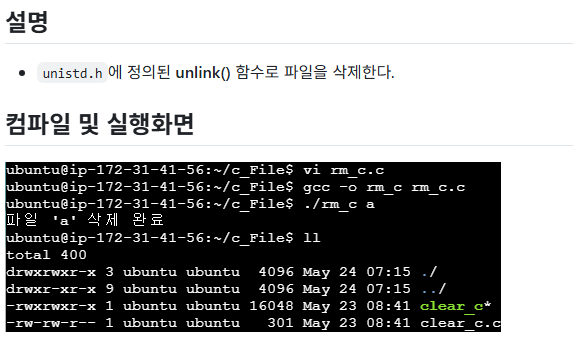 설명
unistd.h에 정의된 unlink() 함수로 파일을 삭제한다.
컴파일 및 실행화면
ubuntu@ip-172-31-41-56:~/c_File$ vi rm_c.c
ubuntu@ip-172-31-41-56:~/c_File$ gcc -o rm_c rm_c.c
ubuntu@ip-172-31-41-56:~/c_File$ ./rm_c a
파일 'a' 삭제 완료
ubuntu@ip-172-31-41-56:~/c_File$ ll
total 400
drwxrwxr-x 3 ubuntu ubuntu  4096 May 24 07:15 ./
drwxr-xr-x 9 ubuntu ubuntu  4096 May 24 07:15 ../
-rwxrwxr-x 1 ubuntu ubuntu 16048 May 23 08:41 clear_c*
-rw-rw-r-- 1 ubuntu ubuntu   301 May 23 08:41 clear_c.c